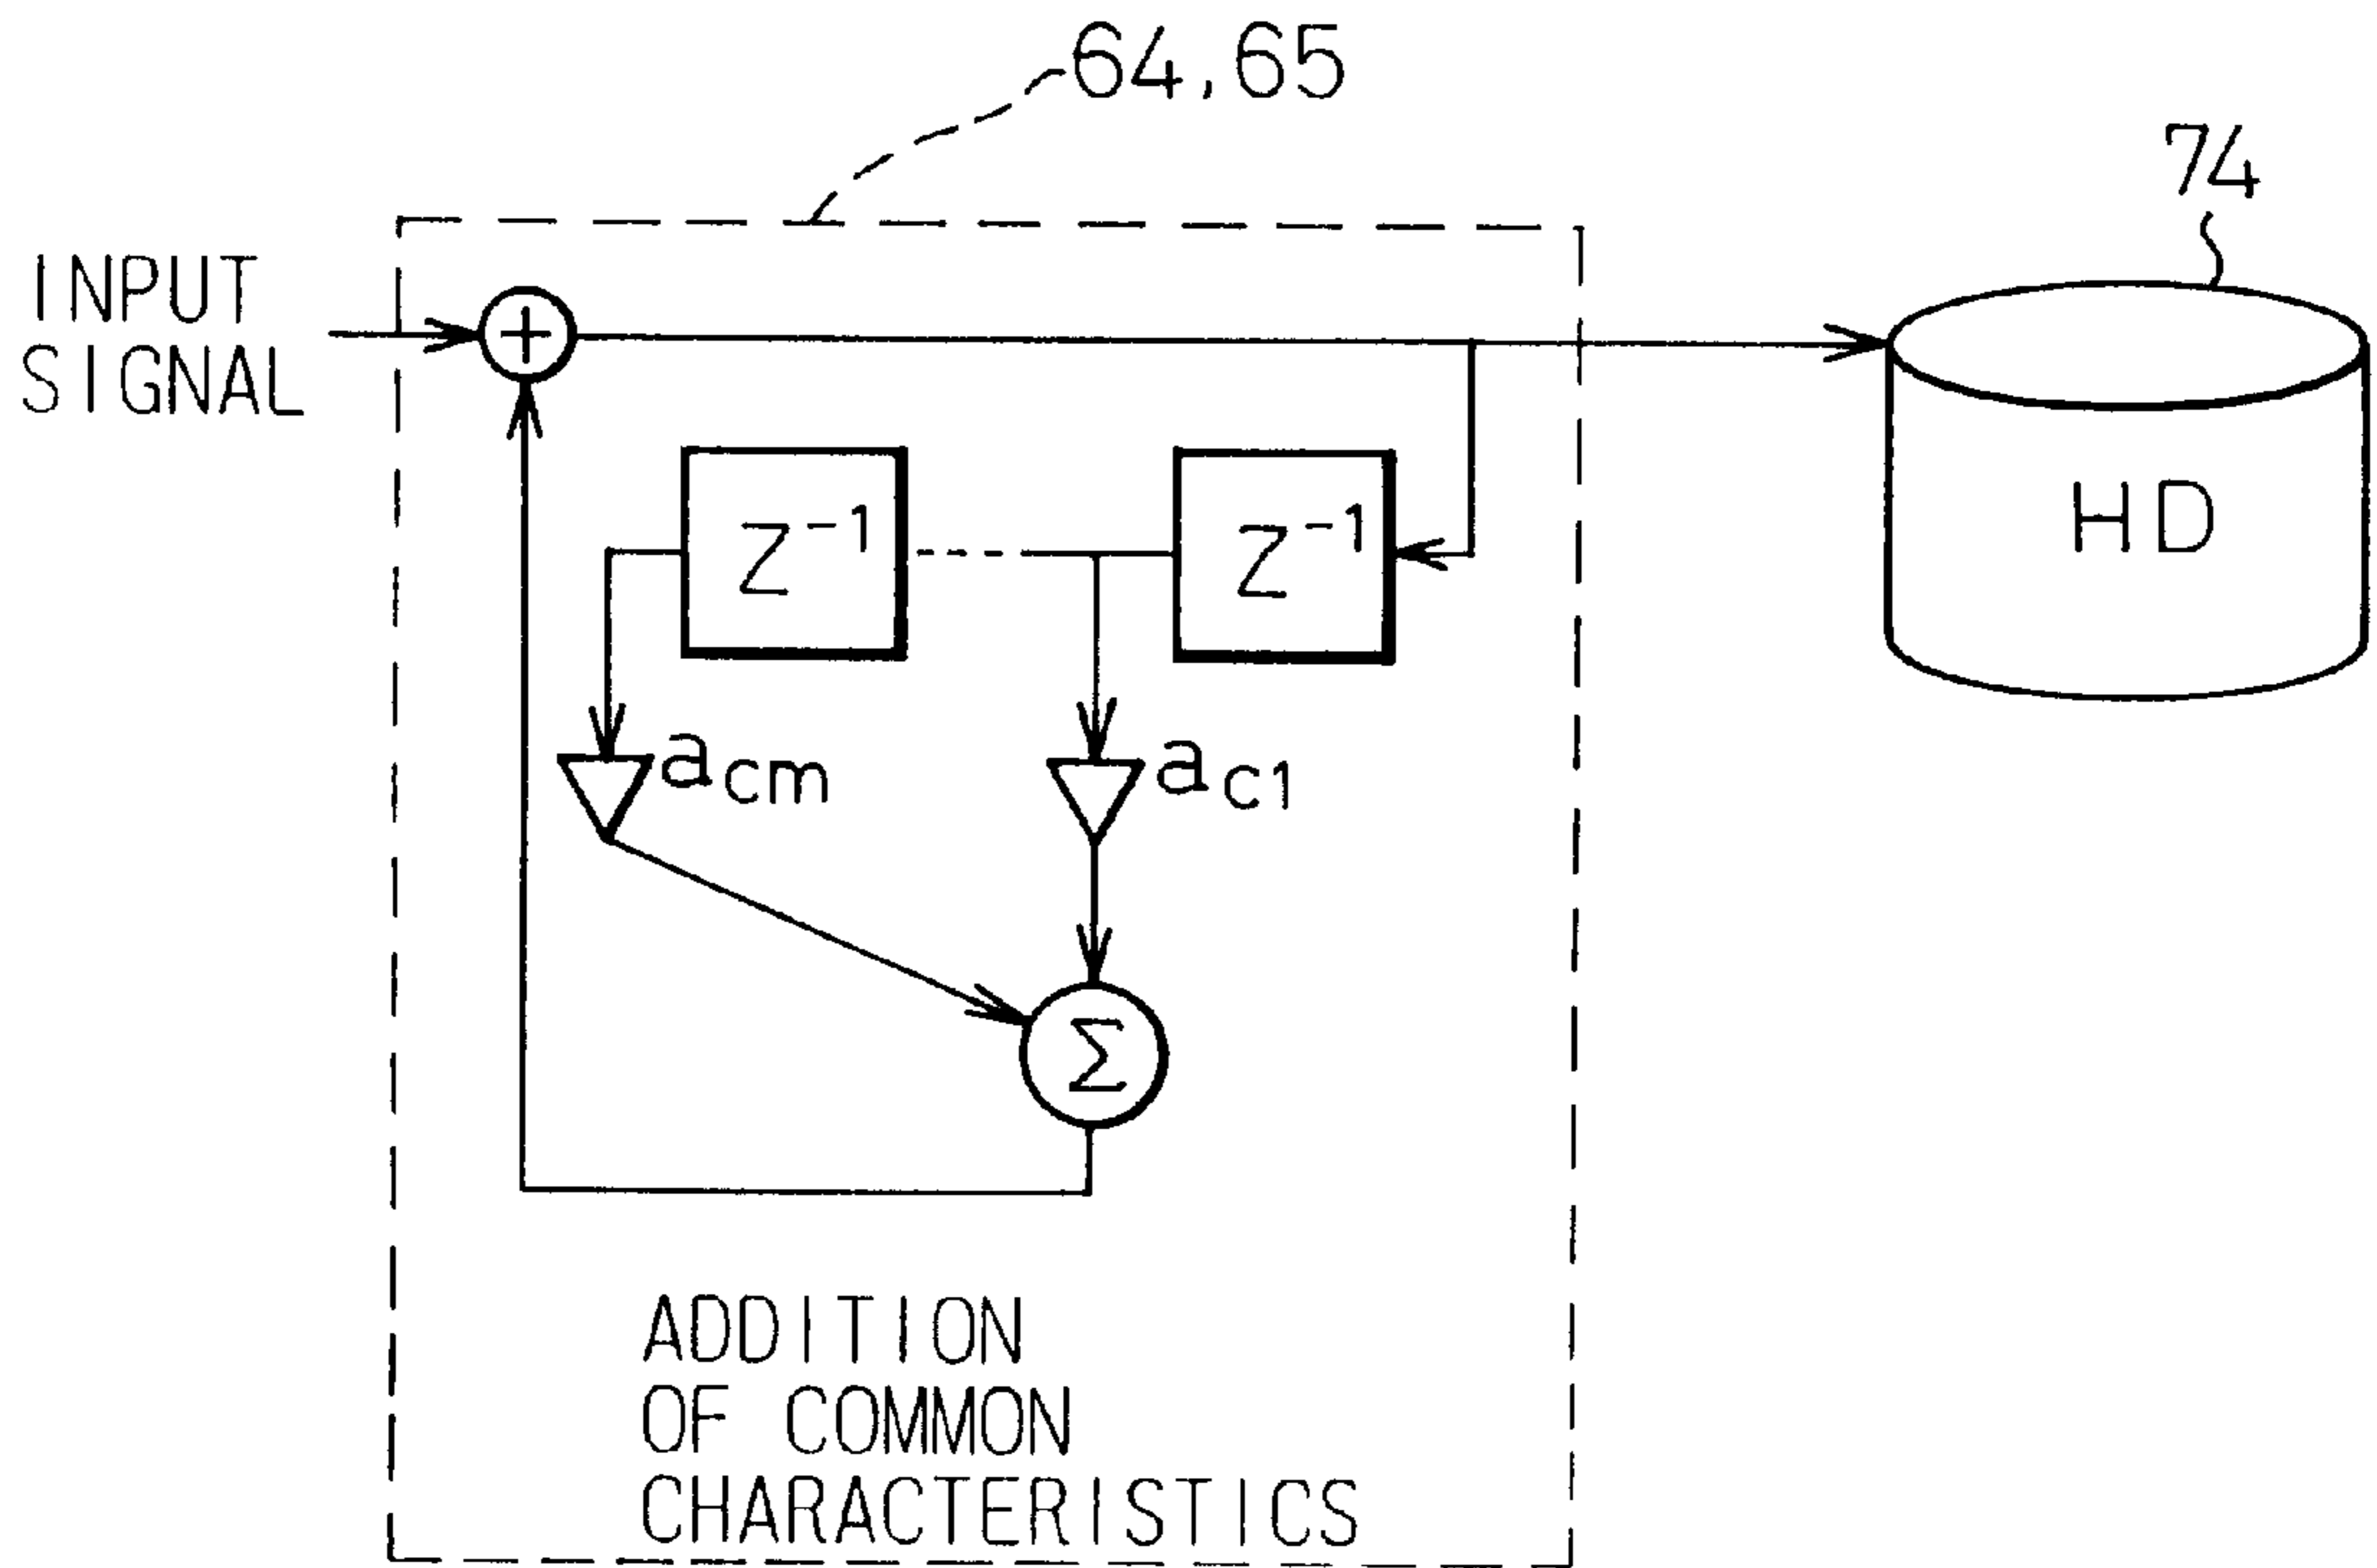 64,65
74
INPUT
SIGNAL
+
Z⁻¹
Z⁻¹
HD
acm
ac1
Σ
ADDITION
OF COMMON
CHARACTERISTICS